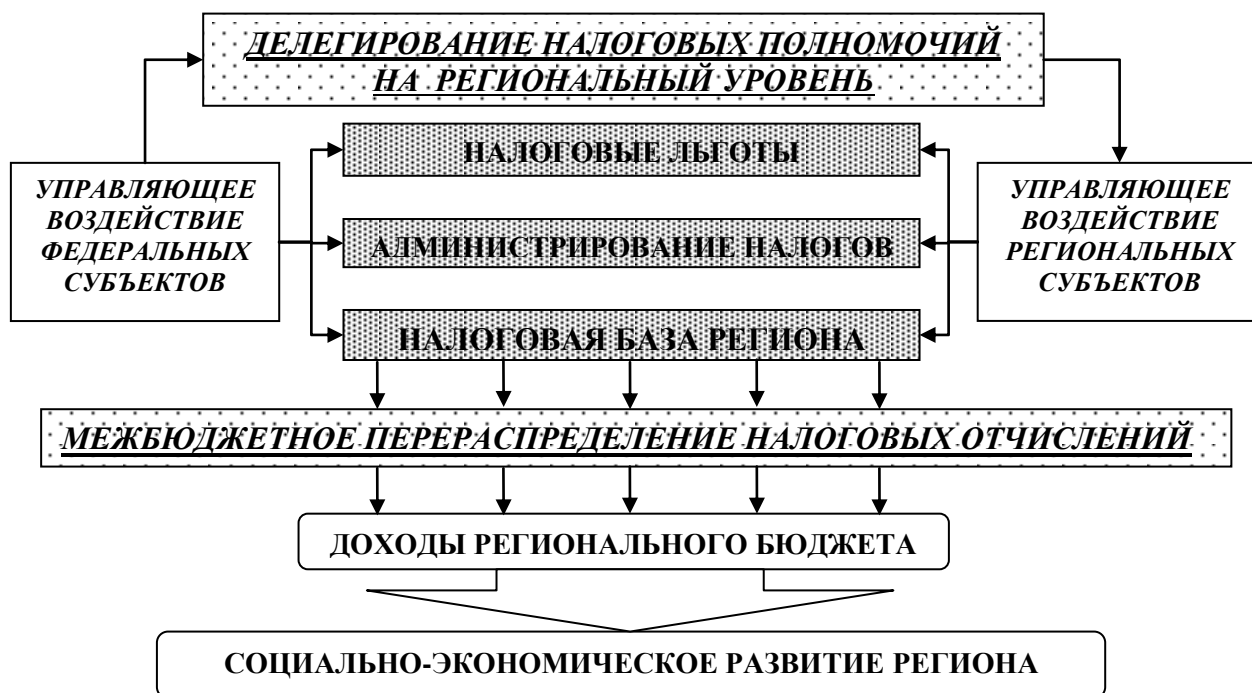 ДЕЛЕГИРОВАНИЕ НАЛОГОВЫХ ПОЛНОМОЧИЙ
НА РЕГИОНАЛЬНЫЙ УРОВЕНЬ
НАЛОГОВЫЕ ЛЬГОТЫ
УПРАВЛЯЮЩЕЕ
ВОЗДЕЙСТВИЕ
ФЕДЕРАЛЬНЫХ
СУБЪЕКТОВ
АДМИНИСТРИРОВАНИЕ НАЛОГОВ
УПРАВЛЯЮЩЕЕ
ВОЗДЕЙСТВИЕ
РЕГИОНАЛЬНЫХ
СУБЪЕКТОВ
НАЛОГОВАЯ БАЗА РЕГИОНА
МЕЖБЮДЖЕТНОЕ ПЕРЕРАСПРЕДЕЛЕНИЕ НАЛОГОВЫХ ОТЧИСЛЕНИЙ
ДОХОДЫ РЕГИОНАЛЬНОГО БЮДЖЕТА
СОЦИАЛЬНО-ЭКОНОМИЧЕСКОЕ РАЗВИТИЕ РЕГИОНА